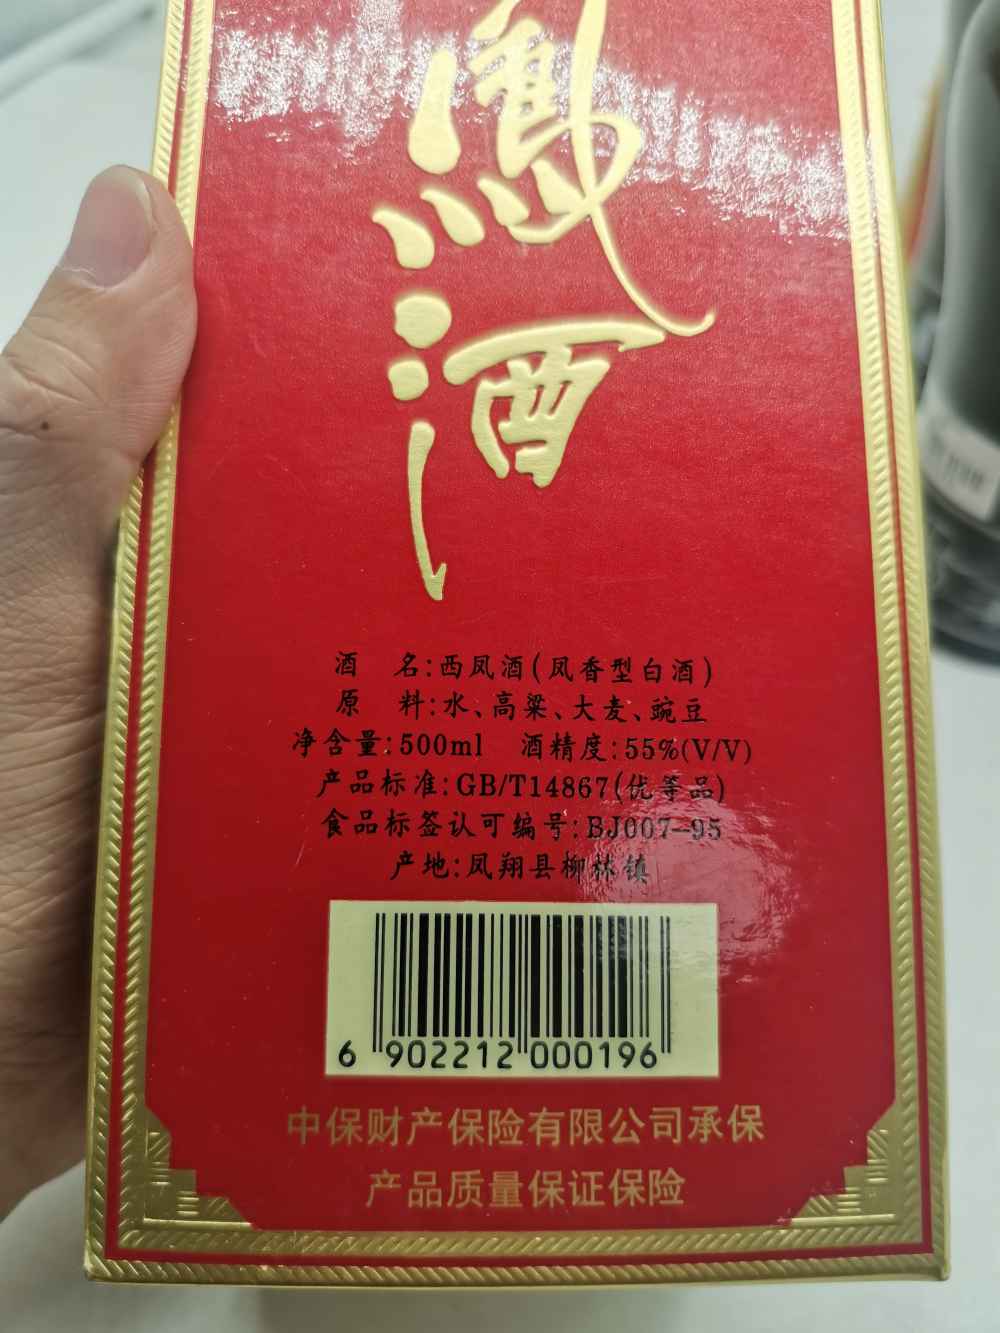 鳳
酒
酒 名:西凤酒(凤香型白酒)
原 料:水、高粱、大麦、豌豆
净含量:500ml 酒精度:55%(V/V)
产品标准:GB/T14867(优等品)
食品标签认可编号:BJ007-95
产地:凤翔县柳林镇
6 902212 000196
中保财产保险有限公司承保
产品质量保证保险